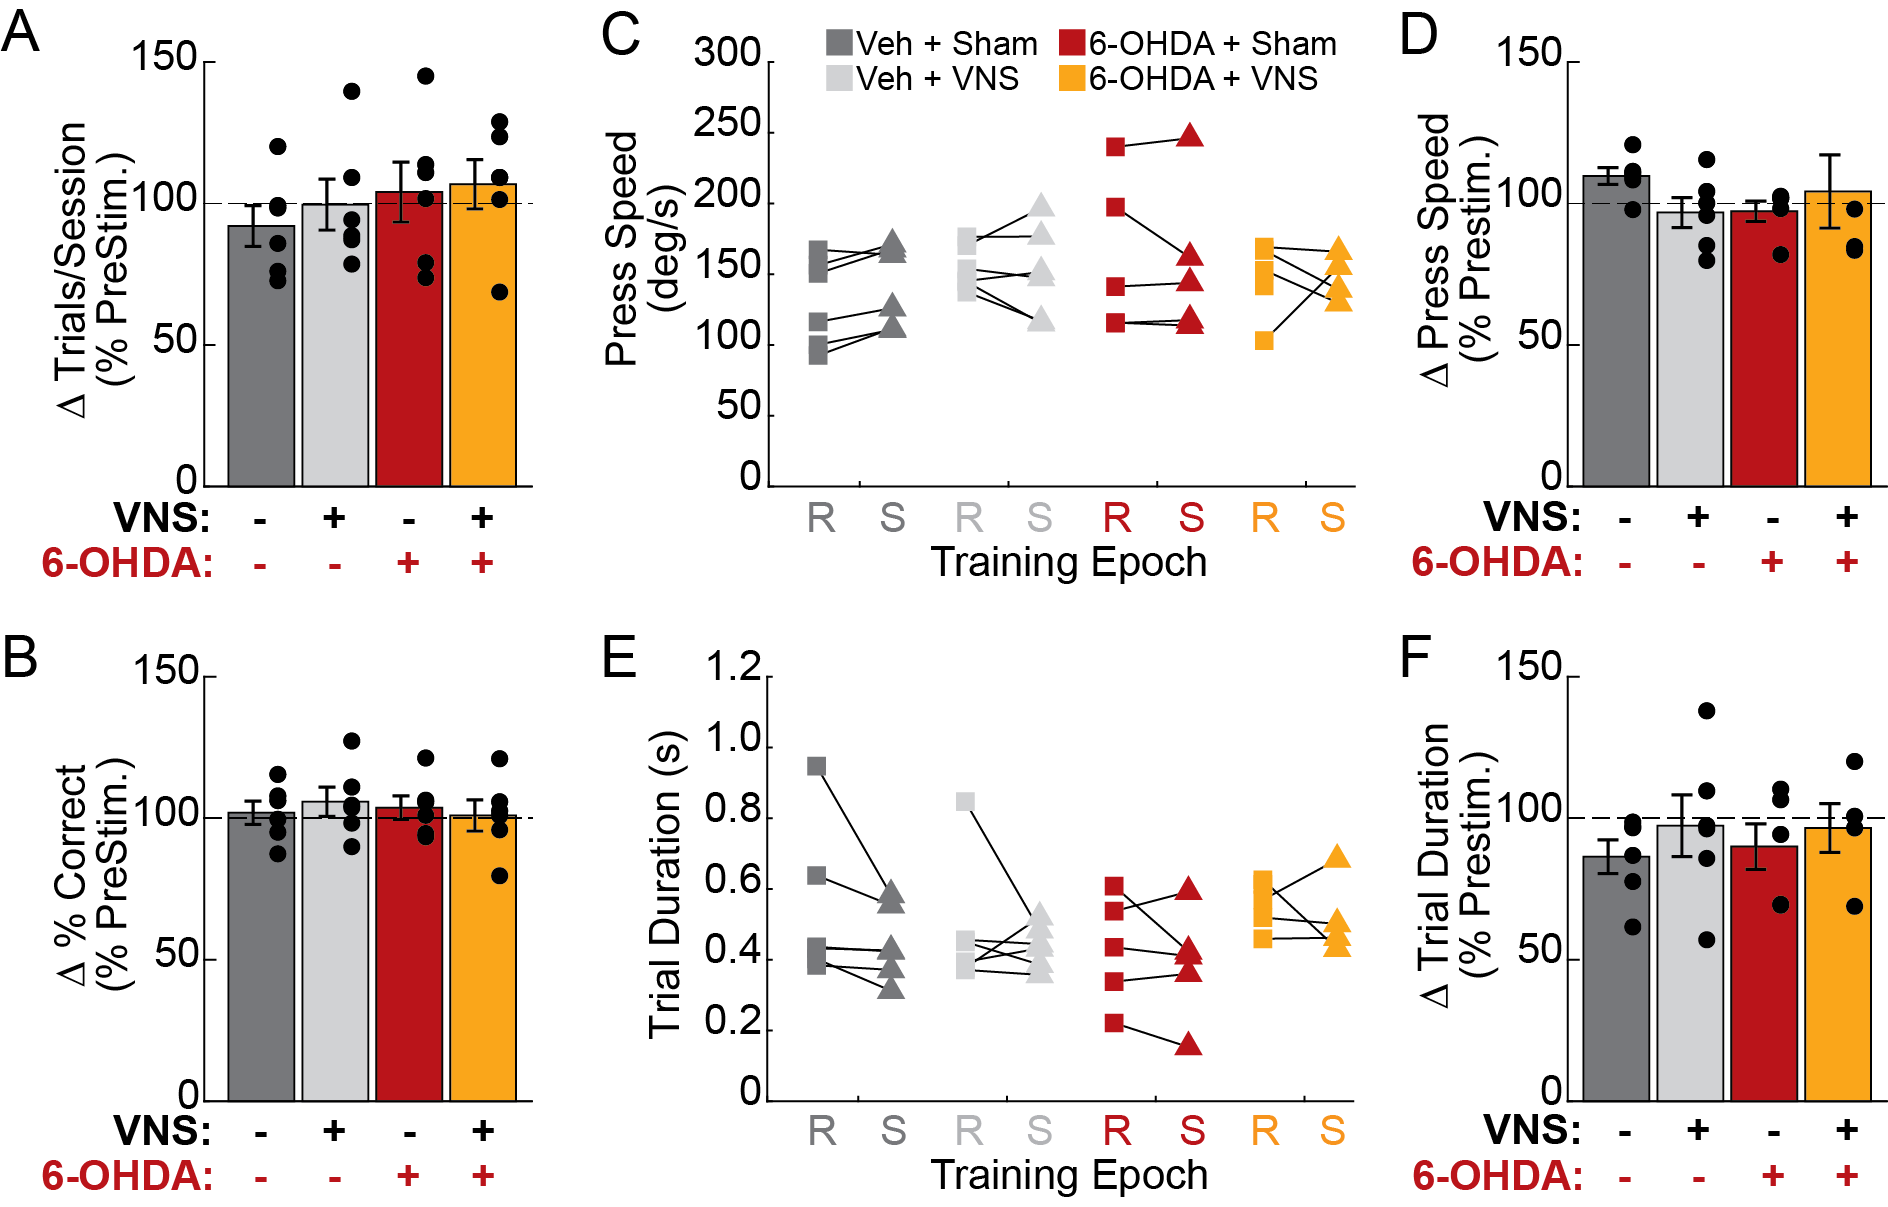 A
150
100
50
0
Δ Trials/Session
(% PreStim.)
VNS: - + - +
6-OHDA: - - + +
C
Veh + Sham
6-OHDA + Sham
Veh + VNS
6-OHDA + VNS
300
250
200
150
100
50
0
Press Speed
(deg/s)
R S R S R S R S
Training Epoch
D
150
100
50
0
Δ Press Speed
(% Prestim.)
VNS: - + - +
6-OHDA: - - + +
B
150
100
50
0
Δ % Correct
(% PreStim.)
VNS: - + - +
6-OHDA: - - + +
E
1.2
1.0
0.8
0.6
0.4
0.2
0
Trial Duration (s)
R S R S R S R S
Training Epoch
F
150
100
50
0
Δ Trial Duration
(% Prestim.)
VNS: - + - +
6-OHDA: - - + +